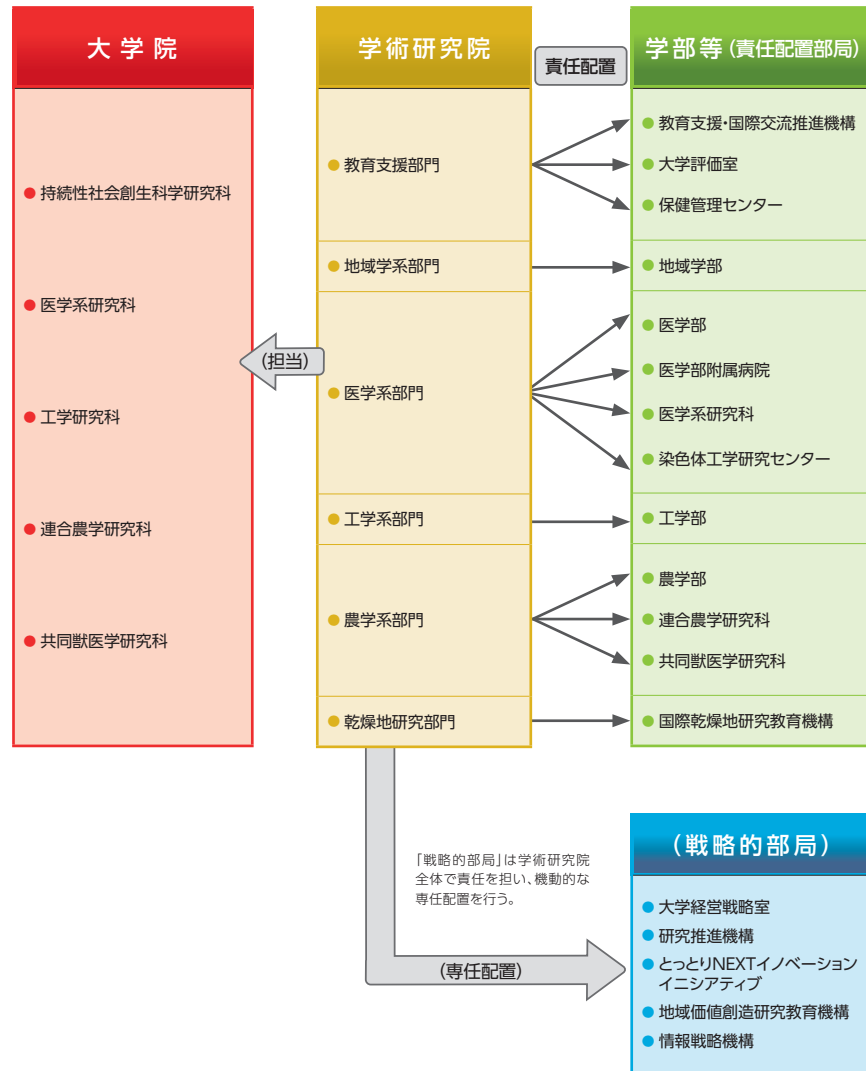 大学院
持続性社会創生科学研究科
医学系研究科
工学研究科
連合農学研究科
共同獣医学研究科
(担当)
学術研究院
教育支援部門
地域学系部門
医学系部門
工学系部門
農学系部門
乾燥地研究部門
責任配置
学部等(責任配置部局)
教育支援・国際交流推進機構
大学評価室
保健管理センター
地域学部
医学部
医学部附属病院
医学系研究科
染色体工学研究センター
工学部
農学部
連合農学研究科
共同獣医学研究科
国際乾燥地研究教育機構
「戦略的部局」は学術研究院
全体で責任を担い、機動的な
専任配置を行う。
(専任配置)
(戦略的部局)
大学経営戦略室
研究推進機構
とっとりNEXTイノベーション
イニシアティブ
地域価値創造研究教育機構
情報戦略機構